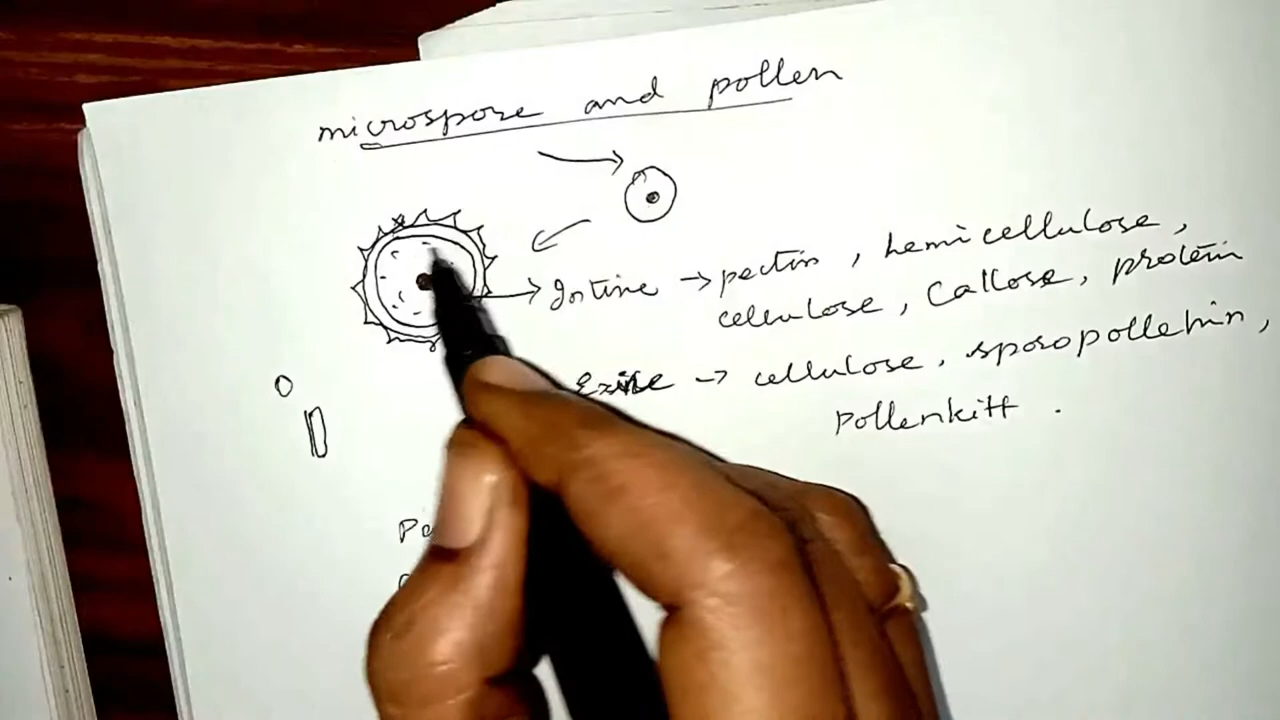 microspore and pollen
Intine → pectin, hemicellulose,
cellulose, callose, protein
Exine → cellulose, sporopollenin,
pollenkitt.